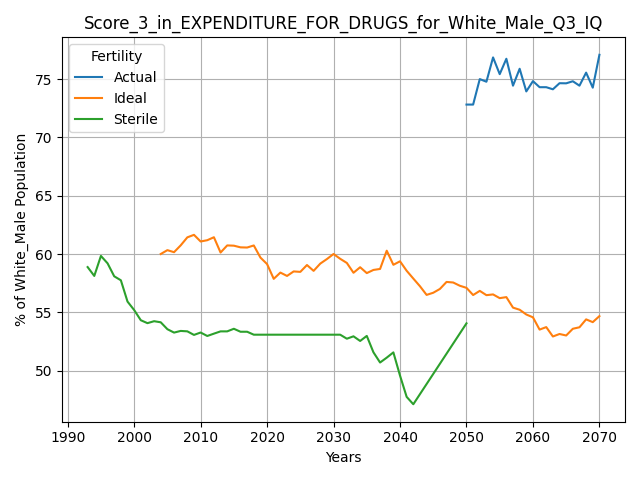 Score_3_in_EXPENDITURE_FOR_DRUGS_for_White_Male_Q3_IQ
Fertility
Actual
Ideal
Sterile
% of White_Male Population
75
70
65
60
55
50
1990 2000 2010 2020 2030 2040 2050 2060 2070
Years